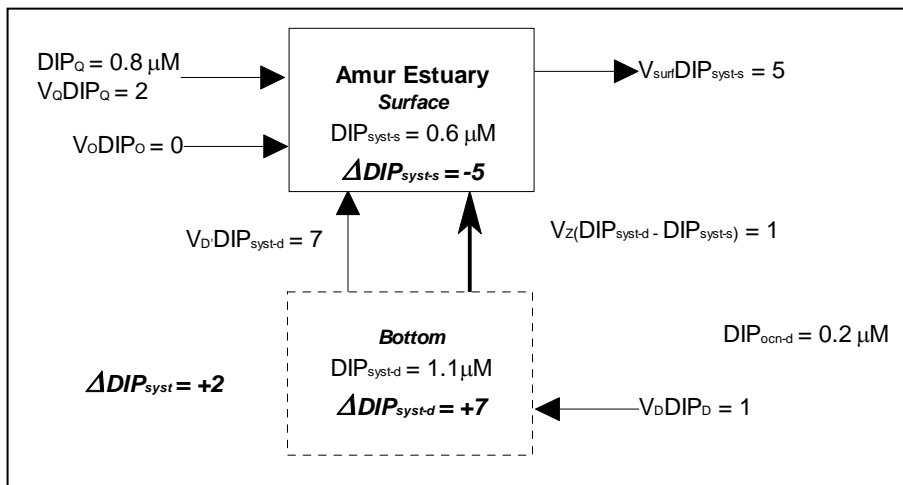 DIPQ = 0.8 μM
VQDIPQ = 2
VODIPO = 0
Amur Estuary
Surface
DIPsyst-s = 0.6 μM
ΔDIPsyst-s = -5
VsurfDIPsyst-s = 5
VD'DIPsyst-d = 7
VZ(DIPsyst-d - DIPsyst-s) = 1
Bottom
DIPsyst-d = 1.1μM
ΔDIPsyst-d = +7
ΔDIPsyst = +2
DIPocn-d = 0.2 μM
VDDIPD = 1